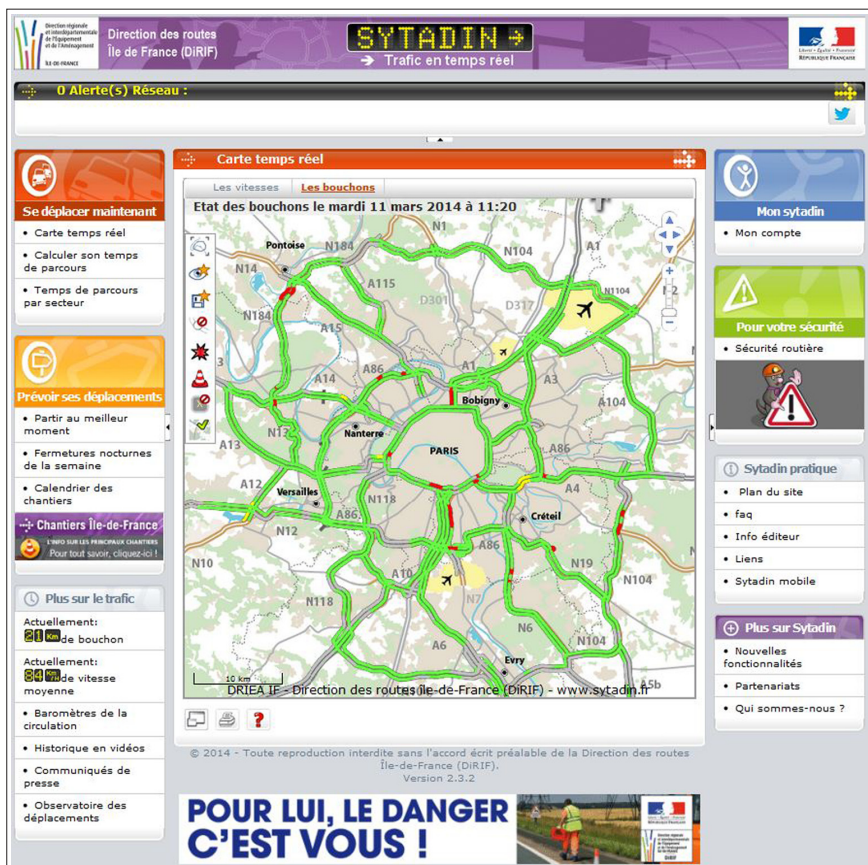 Direction régionale
et interdépartementale
de l'Equipement
et de l'Aménagement
ILE-DE-FRANCE
Direction des routes
Île de France (DiRIF)
SYTADIN
Trafic en temps réel
Liberté • Égalité • Fraternité
RÉPUBLIQUE FRANÇAISE
0 Alerte(s) Réseau :
Se déplacer maintenant
• Carte temps réel
• Calculer son temps
de parcours
• Temps de parcours
par secteur
Prévoir ses déplacements
• Partir au meilleur
moment
• Fermetures nocturnes
de la semaine
• Calendrier des
chantiers
Chantiers Île-de-France
L'INFO SUR LES PRINCIPAUX CHANTIERS
Pour tout savoir, cliquez-ici !
Plus sur le trafic
Actuellement:
21 Km de bouchon
Actuellement:
84 Km/H de vitesse
moyenne
• Baromètres de la
circulation
• Historique en vidéos
• Communiqués de
presse
• Observatoire des
déplacements
Carte temps réel
Les vitesses
Les bouchons
Etat des bouchons le mardi 11 mars 2014 à 11:20
N1
Pontoise
N184
N104
A1
N14
A115
D301
D317
N1104
N2
N184
A15
A86
A1
A3
A14
Bobigny
A104
N13
Nanterre
A13
PARIS
A86
A12
Versailles
N118
A4
A86
Créteil
N12
A86
N10
A10
N19
N104
N118
N7
N6
A6
N104
Evry
10 km
A5b
DRIEA IF - Direction des routes île-de-France (DiRIF) - www.sytadin.fr
© 2014 - Toute reproduction interdite sans l'accord écrit préalable de la Direction des routes
Île-de-France (DiRIF).
Version 2.3.2
POUR LUI, LE DANGER
C'EST VOUS !
Mon sytadin
• Mon compte
Pour votre sécurité
• Sécurité routière
Sytadin pratique
• Plan du site
• faq
• Info éditeur
• Liens
• Sytadin mobile
Plus sur Sytadin
• Nouvelles
fonctionnalités
• Partenariats
• Qui sommes-nous ?